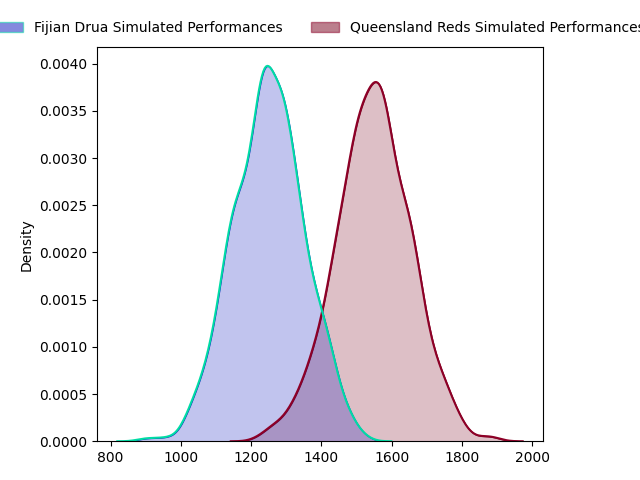 Fijian Drua Simulated Performances
Queensland Reds Simulated Performances
0.0040
0.0035
0.0030
0.0025
0.0020
0.0015
0.0010
0.0005
0.0000
Density
800 1000 1200 1400 1600 1800 2000